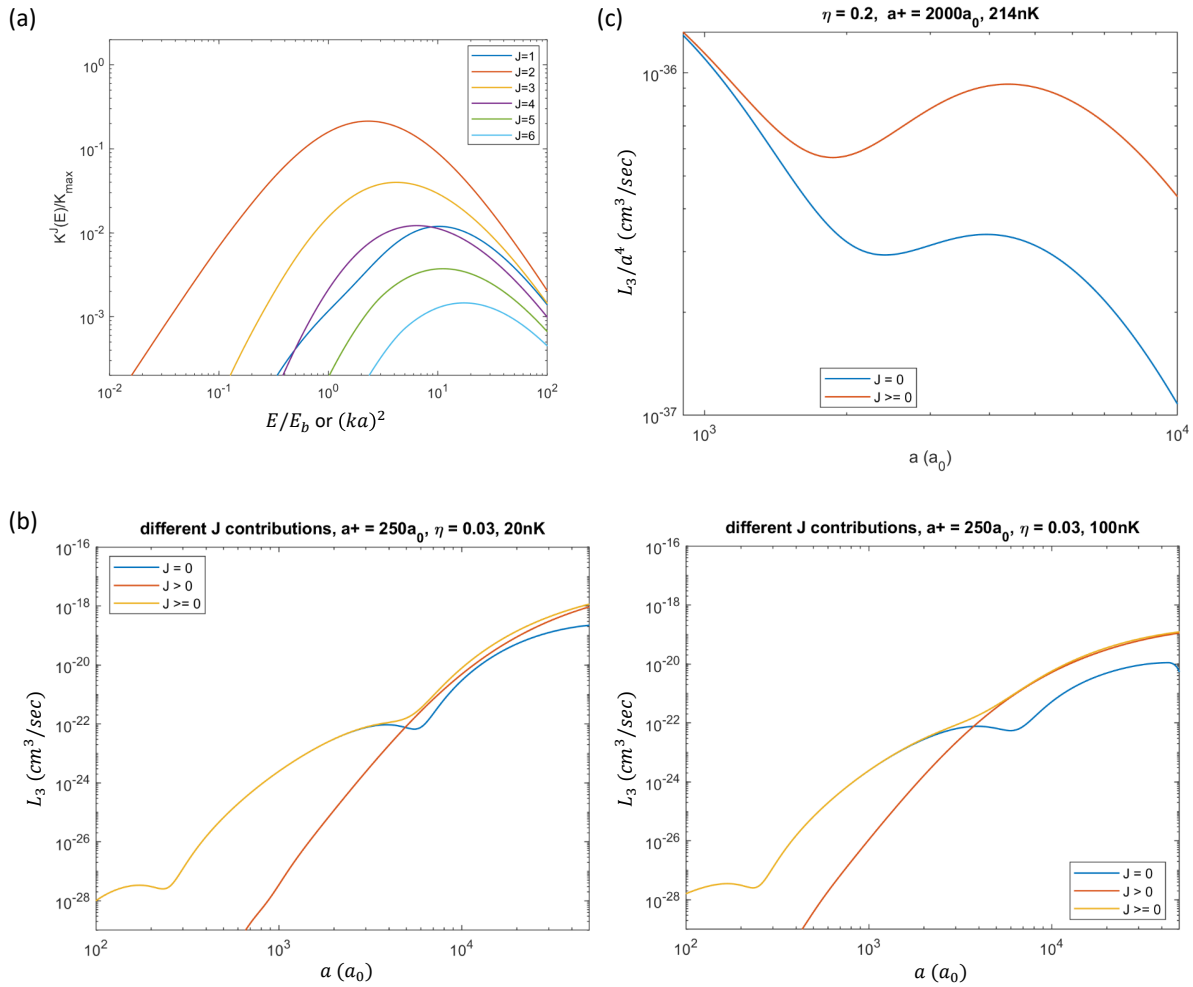 (a)
10^0
10^-1
10^-2
10^-3
K^J(E)/K_max
10^-2
10^-1
10^0
10^1
10^2
E/E_b or (ka)^2
J=1
J=2
J=3
J=4
J=5
J=6
(c)
η = 0.2, a+ = 2000a_0, 214nK
10^-36
10^-37
L_3/a^4 (cm^3/sec)
J = 0
J >= 0
10^3
10^4
a (a_0)
(b)
different J contributions, a+ = 250a_0, η = 0.03, 20nK
J = 0
J > 0
J >= 0
10^-16
10^-18
10^-20
10^-22
10^-24
10^-26
10^-28
L_3 (cm^3/sec)
10^2
10^3
10^4
a (a_0)
different J contributions, a+ = 250a_0, η = 0.03, 100nK
10^-16
10^-18
10^-20
10^-22
10^-24
10^-26
10^-28
L_3 (cm^3/sec)
J = 0
J > 0
J >= 0
10^2
10^3
10^4
a (a_0)